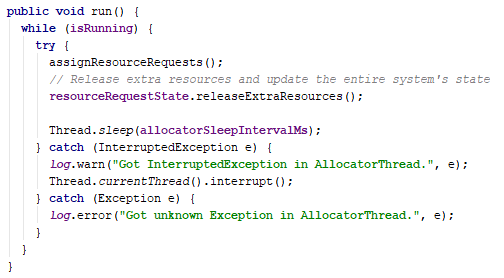 public void run() {
while (isRunning) {
try {
assignResourceRequests();
// Release extra resources and update the entire system's state
resourceRequestState.releaseExtraResources();
Thread.sleep(allocatorSleepIntervalMs);
} catch (InterruptedException e) {
Log.warn("Got InterruptedException in AllocatorThread.", e);
Thread.currentThread().interrupt();
} catch (Exception e) {
Log.error("Got unknown Exception in AllocatorThread.", e);
}
}
}